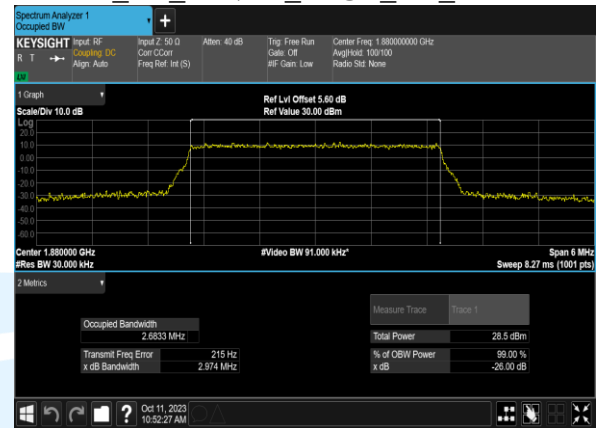 Spectrum Analyzer 1
Occupied BW
KEYSIGHT Input: RF Input Z: 50 Ω Atten: 40 dB Trig: Free Run Center Freq: 1.880000000 GHz
Coupling: DC Corr CCorr Gate: Off Avg|Hold: 100/100
R T Align: Auto Freq Ref: Int (S) #IF Gain: Low Radio Std: None
1 Graph
Ref Lvl Offset 5.60 dB
Scale/Div 10.0 dB Ref Value 30.00 dBm
Log
20.0
10.0
0.00
-10.0
-20.0
-30.0
-40.0
-50.0
-60.0
Center 1.88000 GHz #Video BW 91.000 kHz* Span 6 MHz
#Res BW 30.000 kHz Sweep 8.27 ms (1001 pts)
2 Metrics
Measure Trace Trace 1
Occupied Bandwidth
2.6833 MHz Total Power 28.5 dBm
Transmit Freq Error 215 Hz % of OBW Power 99.00 %
x dB Bandwidth 2.974 MHz x dB -26.00 dB
? Oct 11, 2023
10:52:27 AM